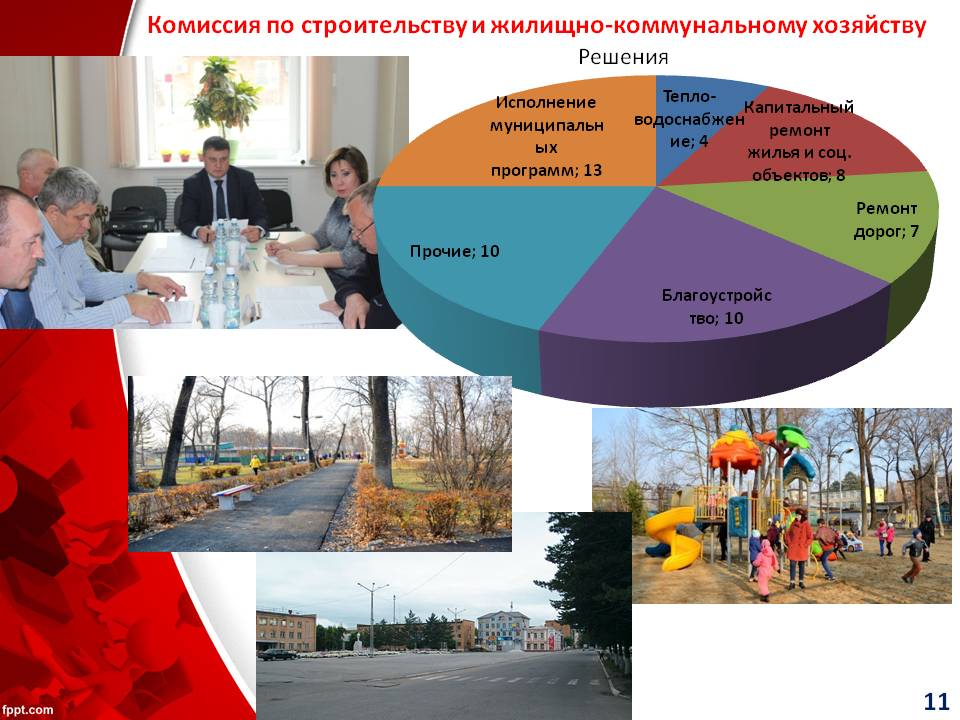 Комиссия по строительству и жилищно-коммунальному хозяйству
Решения
Исполнение
муниципальн
ых
программ; 13
Тепло-
водоснабжен
ие; 4
Капитальный
ремонт
жилья и соц.
объектов; 8
Ремонт
дорог; 7
Прочие; 10
Благоустройс
тво; 10
fppt.com
11